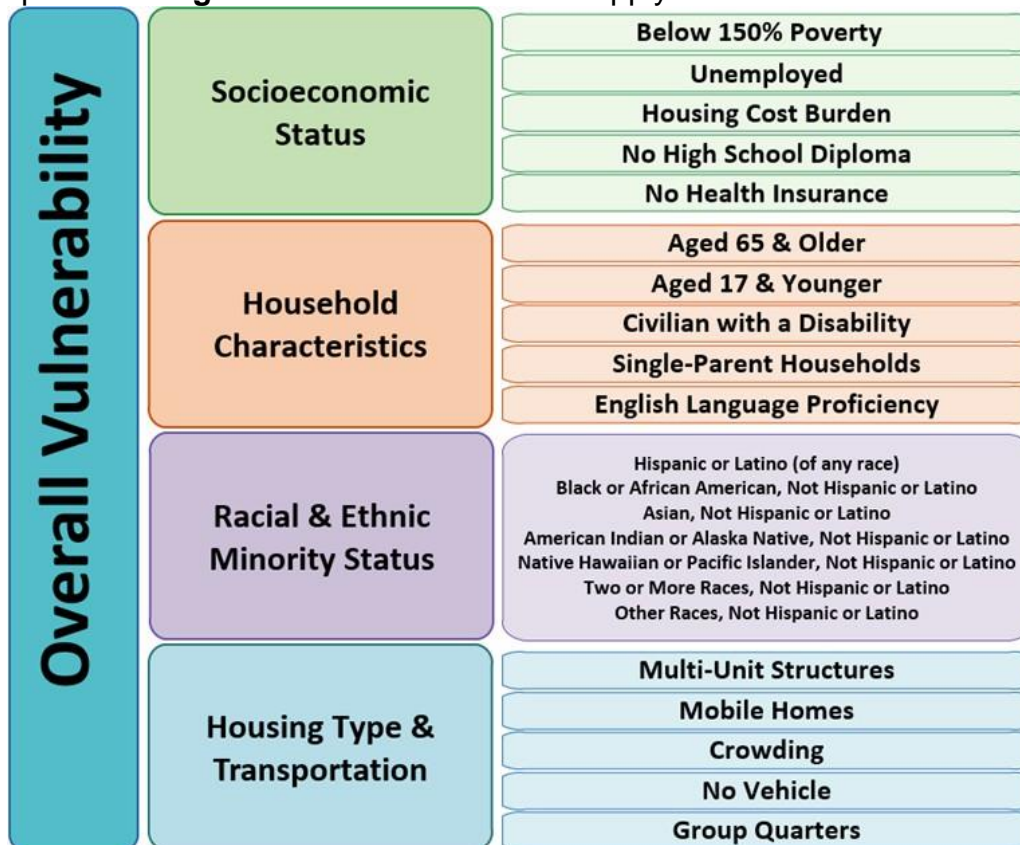 Overall Vulnerability
Socioeconomic
Status
Below 150% Poverty
Unemployed
Housing Cost Burden
No High School Diploma
No Health Insurance
Household
Characteristics
Aged 65 & Older
Aged 17 & Younger
Civilian with a Disability
Single-Parent Households
English Language Proficiency
Racial & Ethnic
Minority Status
Hispanic or Latino (of any race)
Black or African American, Not Hispanic or Latino
Asian, Not Hispanic or Latino
American Indian or Alaska Native, Not Hispanic or Latino
Native Hawaiian or Pacific Islander, Not Hispanic or Latino
Two or More Races, Not Hispanic or Latino
Other Races, Not Hispanic or Latino
Housing Type &
Transportation
Multi-Unit Structures
Mobile Homes
Crowding
No Vehicle
Group Quarters